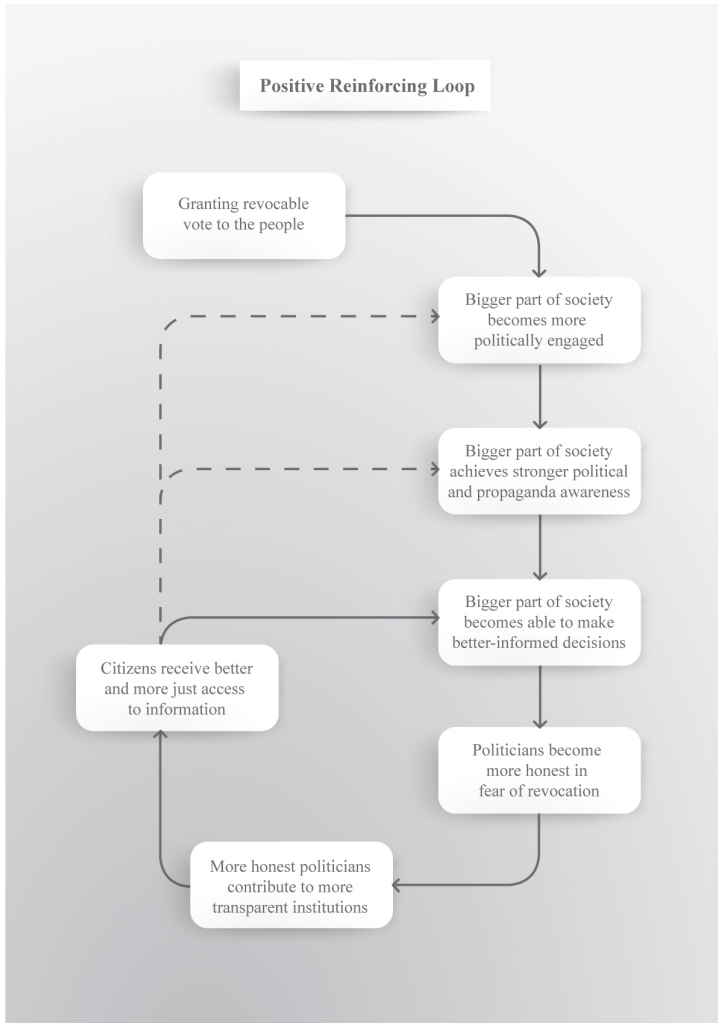 Positive Reinforcing Loop
Granting revocable
vote to the people
Bigger part of society
becomes more
politically engaged
Bigger part of society
achieves stronger political
and propaganda awareness
Bigger part of society
becomes able to make
better-informed decisions
Citizens receive better
and more just access
to information
Politicians become
more honest in
fear of revocation
More honest politicians
contribute to more
transparent institutions